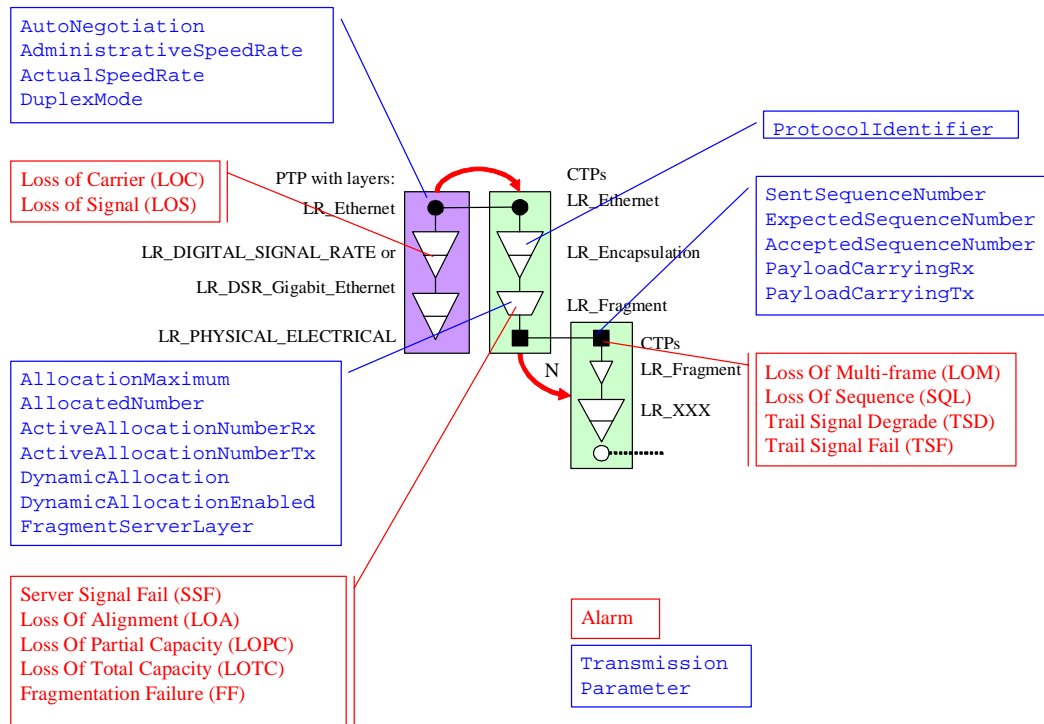 AutoNegotiation
AdministrativeSpeedRate
ActualSpeedRate
DuplexMode
ProtocolIdentifier
Loss of Carrier (LOC)
Loss of Signal (LOS)
PTP with layers:
LR_Ethernet
LR_DIGITAL_SIGNAL_RATE or
LR_DSR_Gigabit_Ethernet
LR_PHYSICAL_ELECTRICAL
CTPs
LR_Ethernet
LR_Encapsulation
LR_Fragment
SentSequenceNumber
ExpectedSequenceNumber
AcceptedSequenceNumber
PayloadCarryingRx
PayloadCarryingTx
N
CTPs
LR_Fragment
LR_XXX
AllocationMaximum
AllocatedNumber
ActiveAllocationNumberRx
ActiveAllocationNumberTx
DynamicAllocation
DynamicAllocationEnabled
FragmentServerLayer
Loss Of Multi-frame (LOM)
Loss Of Sequence (SQL)
Trail Signal Degrade (TSD)
Trail Signal Fail (TSF)
Server Signal Fail (SSF)
Loss Of Alignment (LOA)
Loss Of Partial Capacity (LOPC)
Loss Of Total Capacity (LOTC)
Fragmentation Failure (FF)
Alarm
Transmission
Parameter